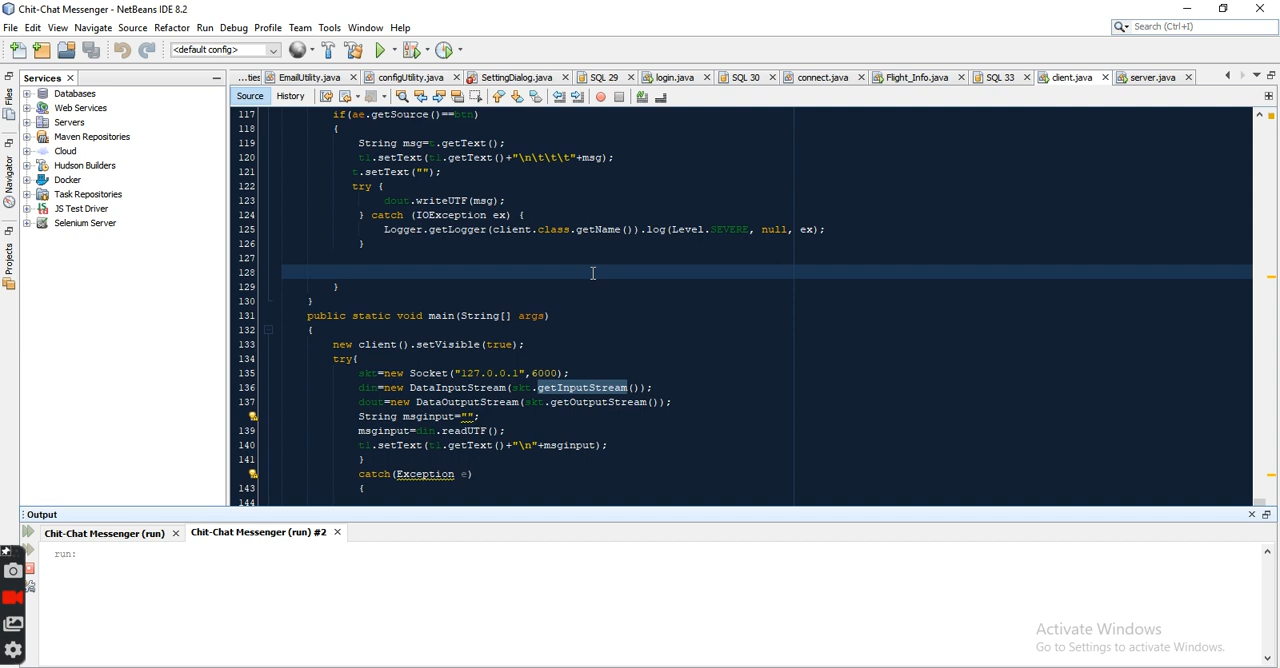 Chit-Chat Messenger - NetBeans IDE 8.2
File Edit View Navigate Source Refactor Run Debug Profile Team Tools Window Help
Search (Ctrl+I)
<default config>
Services
...ties EmailUtility.java configUtility.java SettingDialog.java SQL 29 login.java SQL 30 connect.java Flight_Info.java SQL 33 client.java server.java
Source History
Files
Navigator
Projects
Databases
Web Services
Servers
Maven Repositories
Cloud
Hudson Builders
Docker
Task Repositories
JS Test Driver
Selenium Server
117 if(ae.getSource()==btn)
118 {
119 String msg=t.getText();
120 t1.setText(t1.getText()+"\n\t\t\t"+msg);
121 t.setText("");
122 try {
123 dout.writeUTF(msg);
124 } catch (IOException ex) {
125 Logger.getLogger(client.class.getName()).log(Level.SEVERE, null, ex);
126 }
127
128
129 }
130 }
131 public static void main(String[] args)
132 {
133 new client().setVisible(true);
134 try{
135 skt=new Socket("127.0.0.1",6000);
136 din=new DataInputStream(skt.getInputStream());
137 dout=new DataOutputStream(skt.getOutputStream());
String msginput="";
139 msginput=din.readUTF();
140 t1.setText(t1.getText()+"\n"+msginput);
141 }
catch(Exception e)
143 {
144
Output
Chit-Chat Messenger (run) Chit-Chat Messenger (run) #2
run:
Activate Windows
Go to Settings to activate Windows.